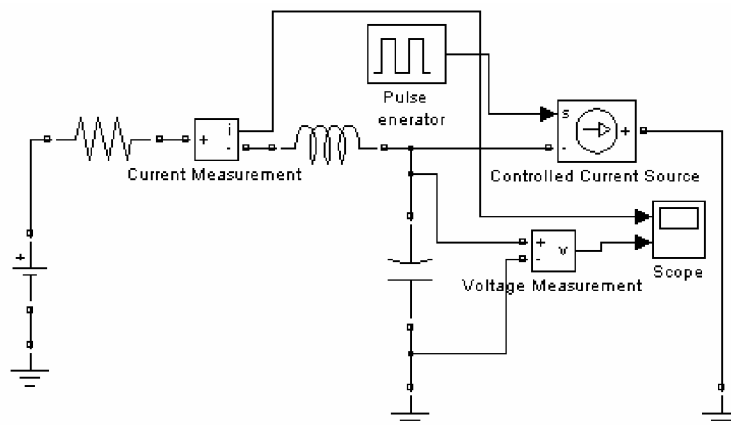 Pulse
enerator
i
+
-
s
-
+
Current Measurement
Controlled Current Source
+
+
-
v
Voltage Measurement
Scope